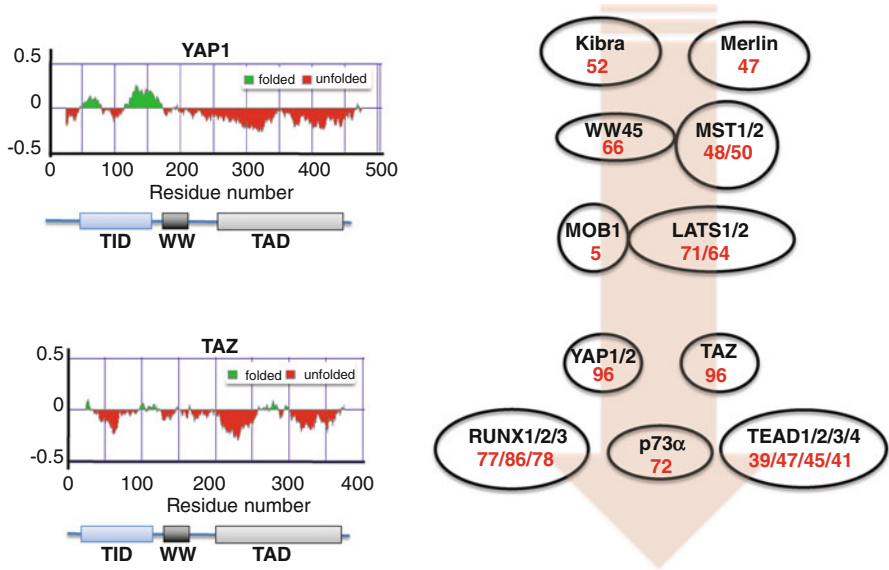 YAP1
0.5
folded unfolded
0
-0.5
0 100 200 300 400 500
Residue number
TID WW TAD
TAZ
0.5
folded unfolded
0
-0.5
0 100 200 300 400
Residue number
TID WW TAD
Kibra
52
Merlin
47
WW45
66
MST1/2
48/50
MOB1
5
LATS1/2
71/64
YAP1/2
96
TAZ
96
RUNX1/2/3
77/86/78
p73α
72
TEAD1/2/3/4
39/47/45/41